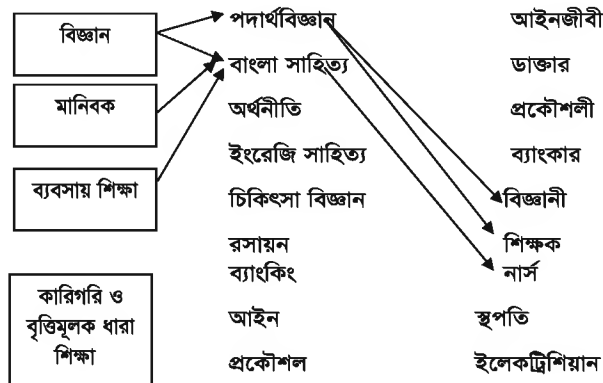 বিজ্ঞান
মানিবক
ব্যবসায় শিক্ষা
কারিগরি ও
বৃত্তিমূলক ধারা
শিক্ষা
পদার্থবিজ্ঞান
বাংলা সাহিত্য
অর্থনীতি
ইংরেজি সাহিত্য
চিকিৎসা বিজ্ঞান
রসায়ন
ব্যাংকিং
আইন
প্রকৌশল
আইনজীবী
ডাক্তার
প্রকৌশলী
ব্যাংকার
বিজ্ঞানী
শিক্ষক
নার্স
স্থপতি
ইলেকট্রিশিয়ান